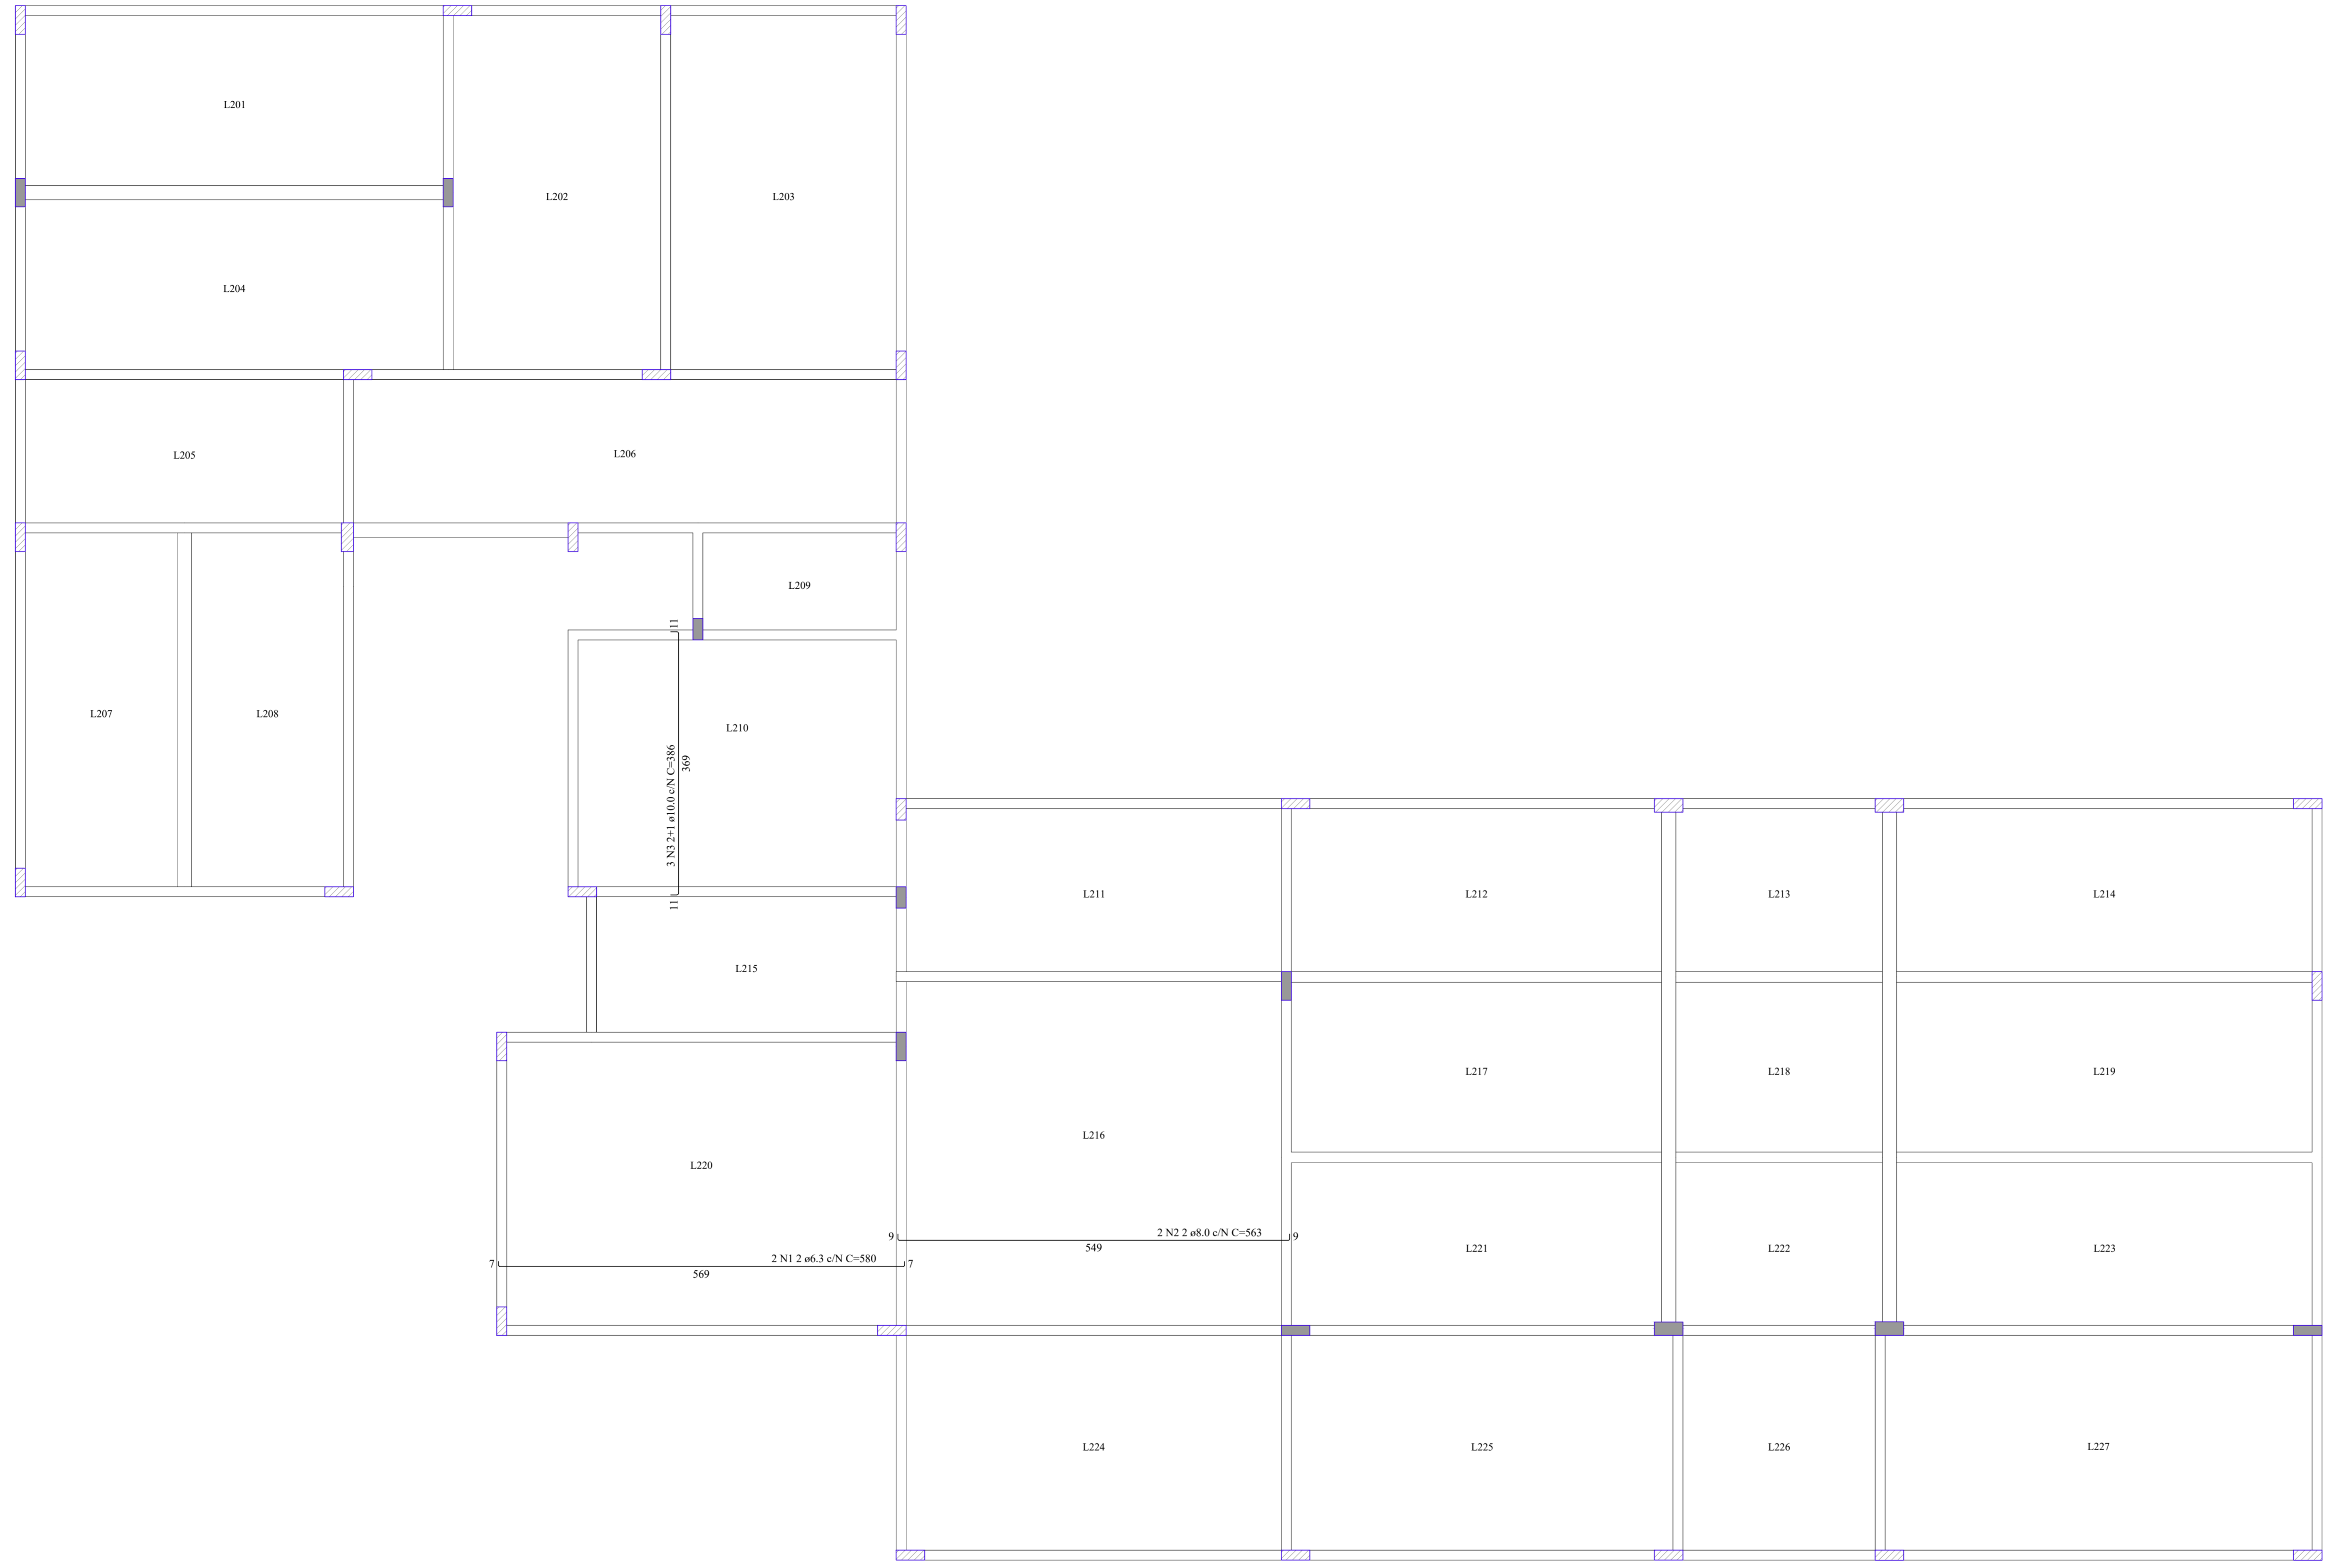 L201
L202
L203
L204
L205
L206
L209
L207
L208
11
L210
3 N3 2+1 ø10.0 c/N C=386
369
11
L211
L212
L213
L214
L215
L217
L218
L219
L216
L220
2 N2 2 ø8.0 c/N C=563
9
9
549
L221
L222
L223
2 N1 2 ø6.3 c/N C=580
7
7
569
L224
L225
L226
L227